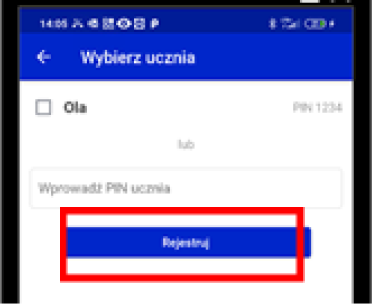 14:05
← Wybierz ucznia
Ola PIN 1234
lub
Wprowadź PIN ucznia
Rejestruj